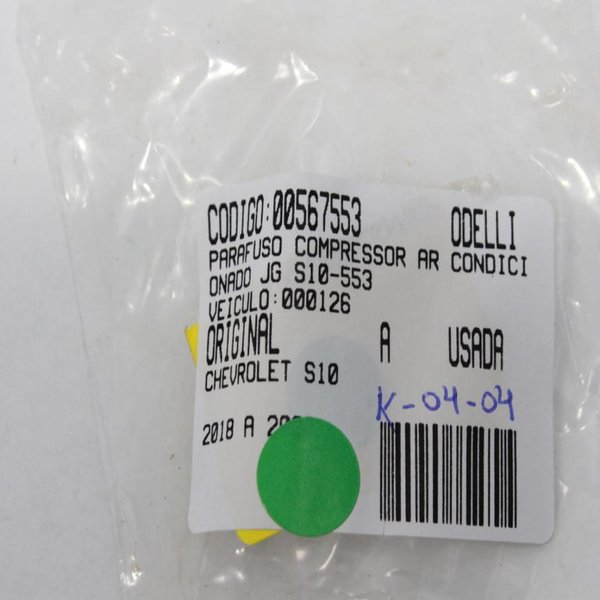 CODIGO:00567553 ODELLI
PARAFUSO COMPRESSOR AR CONDICI
ONADO JG S10-553
VEICULO:000126
ORIGINAL A USADA
CHEVROLET S10
K-04-04
2018 A